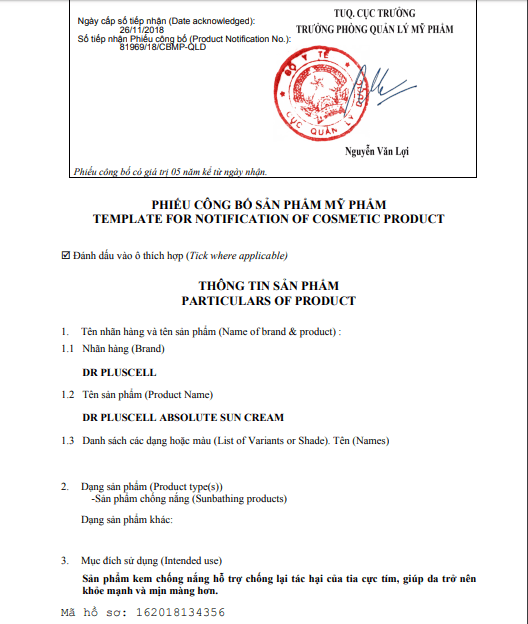 Ngày cấp số tiếp nhận (Date acknowledged):
26/11/2018
Số tiếp nhận Phiếu công bố (Product Notification No.):
81969/18/CBMP-QLD
TUQ. CỤC TRƯỞNG
TRƯỞNG PHÒNG QUẢN LÝ MỸ PHẨM
BỘ Y TẾ
CỤC QUẢN LÝ DƯỢC
Nguyễn Văn Lợi
Phiếu công bố có giá trị 05 năm kể từ ngày nhận.
PHIẾU CÔNG BỐ SẢN PHẨM MỸ PHẨM
TEMPLATE FOR NOTIFICATION OF COSMETIC PRODUCT
☑ Đánh dấu vào ô thích hợp (Tick where applicable)
THÔNG TIN SẢN PHẨM
PARTICULARS OF PRODUCT
1. Tên nhãn hàng và tên sản phẩm (Name of brand & product) :
1.1 Nhãn hàng (Brand)
DR PLUSCELL
1.2 Tên sản phẩm (Product Name)
DR PLUSCELL ABSOLUTE SUN CREAM
1.3 Danh sách các dạng hoặc màu (List of Variants or Shade). Tên (Names)
2. Dạng sản phẩm (Product type(s))
-Sản phẩm chống nắng (Sunbathing products)
Dạng sản phẩm khác:
3. Mục đích sử dụng (Intended use)
Sản phẩm kem chống nắng hỗ trợ chống lại tác hại của tia cực tím, giúp da trở nên
khỏe mạnh và mịn màng hơn.
Mã hồ sơ: 162018134356